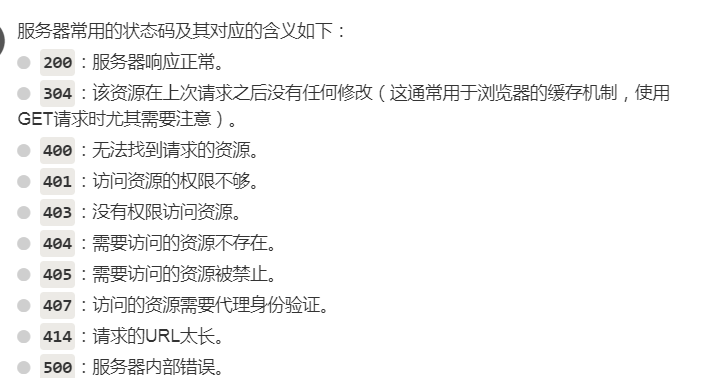 服务器常用的状态码及其对应的含义如下：
200：服务器响应正常。
304：该资源在上次请求之后没有任何修改（这通常用于浏览器的缓存机制，使用
GET请求时尤其需要注意）。
400：无法找到请求的资源。
401：访问资源的权限不够。
403：没有权限访问资源。
404：需要访问的资源不存在。
405：需要访问的资源被禁止。
407：访问的资源需要代理身份验证。
414：请求的URL太长。
500：服务器内部错误。